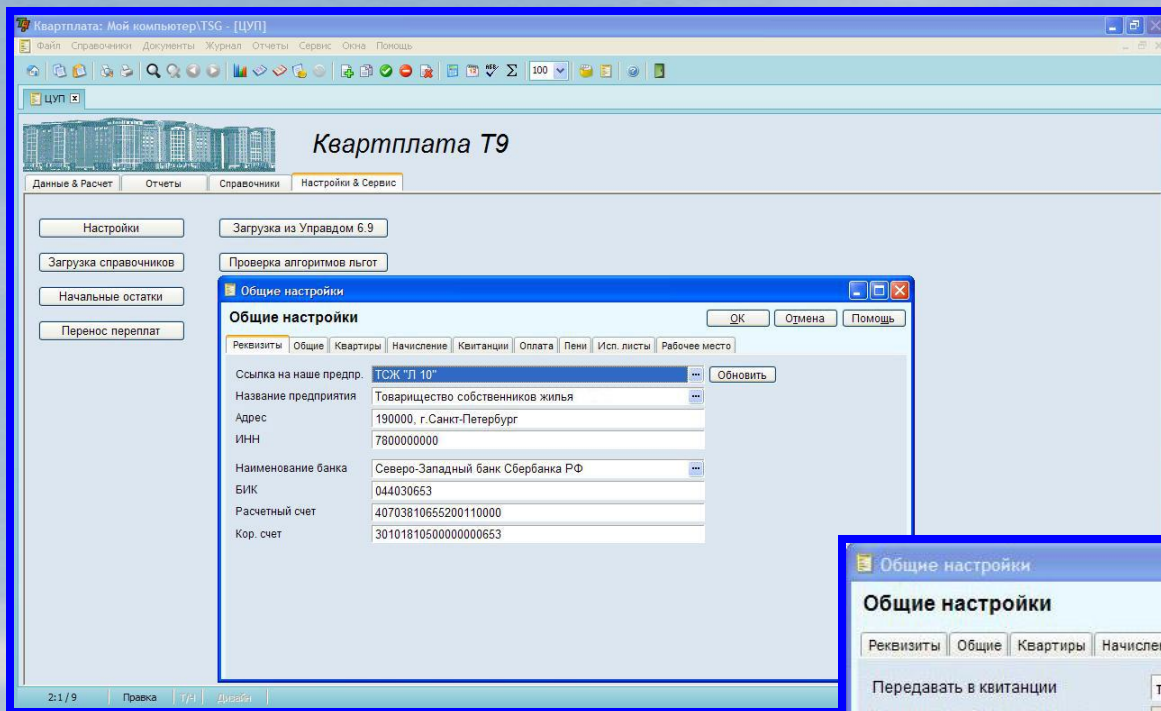 Квартплата: Мой компьютер\TSG - [ЦУП]
Файл Справочники Документы Журнал Отчеты Сервис Окна Помощь
100
ЦУП
Квартплата Т9
Данные & Расчет Отчеты Справочники Настройки & Сервис
Настройки Загрузка из Управдом 6.9
Загрузка справочников Проверка алгоритмов льгот
Начальные остатки
Перенос переплат
Общие настройки
Общие настройки ОК Отмена Помощь
Реквизиты Общие Квартиры Начисление Квитанции Оплата Пени Исп. листы Рабочее место
Ссылка на наше предпр. ТСЖ "Л 10" Обновить
Название предприятия Товарищество собственников жилья
Адрес 190000, г.Санкт-Петербург
ИНН 7800000000
Наименование банка Северо-Западный банк Сбербанка РФ
БИК 044030653
Расчетный счет 40703810655200110000
Кор. счет 30101810500000000653
2:1 / 9 Правка Т/Ч Дизайн
Общие настройки
Общие настройки
Реквизиты Общие Квартиры Начислен
Передавать в квитанции